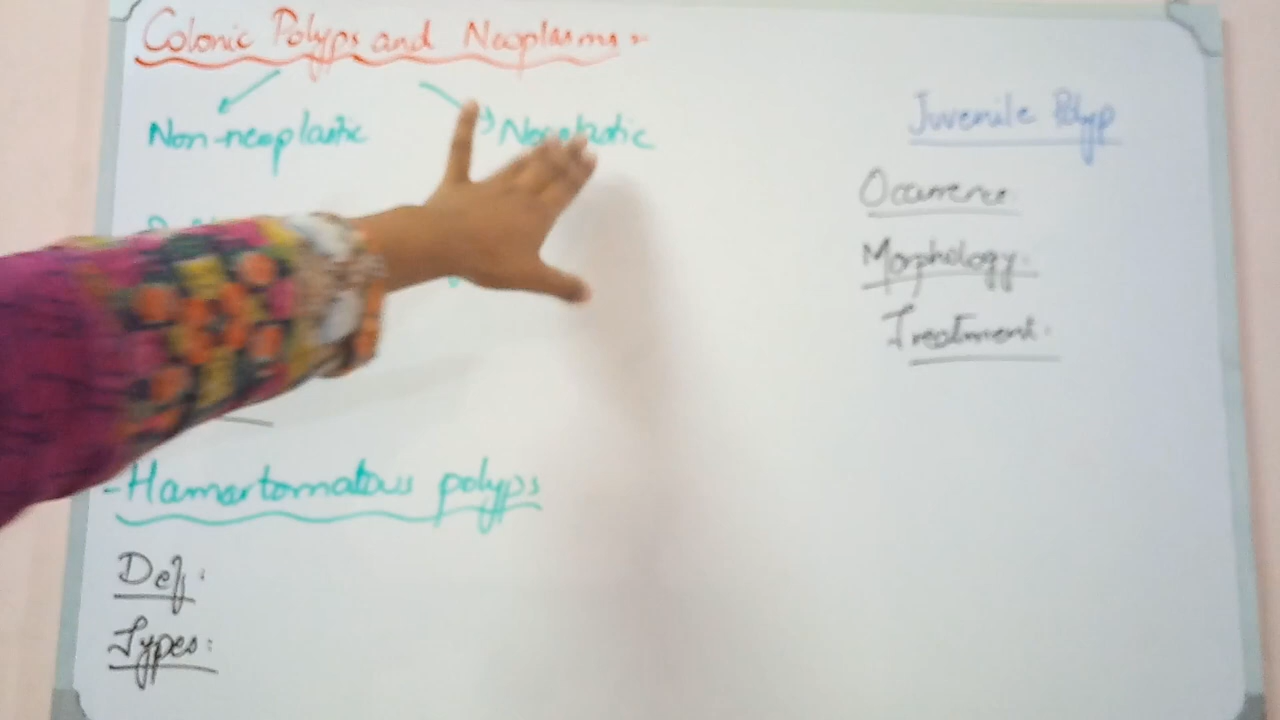 Colonic Polyps and Neoplasms
Non-neoplastic
Neoplastic
- Hamartomatous polyps
Def:
Types:
Juvenile Polyp
Occurrence
Morphology.
Treatment.